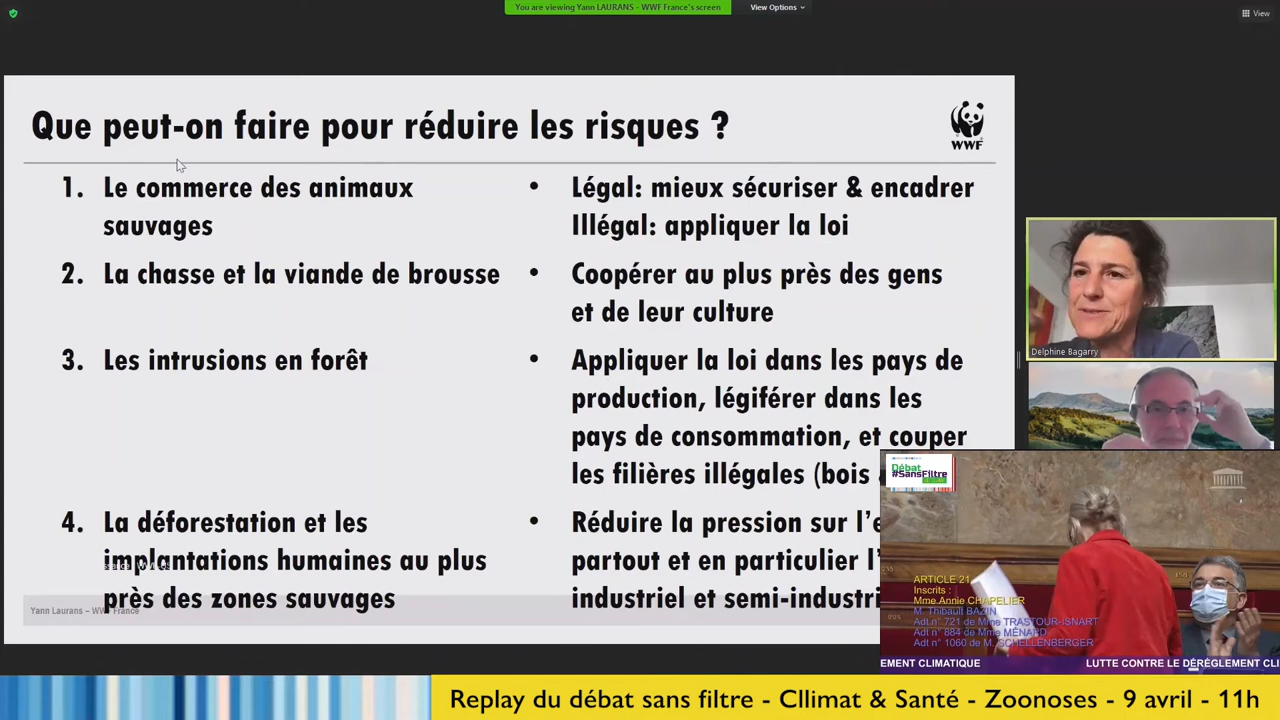 You are viewing Yann LAURANS - WWF France's screen
View Options
View
Que peut-on faire pour réduire les risques ?
WWF
1. Le commerce des animaux
sauvages
• Légal: mieux sécuriser & encadrer
Illégal: appliquer la loi
2. La chasse et la viande de brousse
• Coopérer au plus près des gens
et de leur culture
3. Les intrusions en forêt
• Appliquer la loi dans les pays de
production, légiférer dans les
pays de consommation, et couper
les filières illégales (bois
4. La déforestation et les
implantations humaines au plus
près des zones sauvages
• Réduire la pression sur l'e
partout et en particulier l'
industriel et semi-industri
Yann Laurans – WWF France
Delphine Bagarry
Débat
#SansFiltre
ARTICLE 21
Inscrits :
Mme Annie CHAPELIER
M. Thibault BAZIN
Adt n° 721 de Mme TRASTOUR-ISNART
Adt n° 884 de Mme MÉNARD
Adt n° 1060 de M. SCHELLENBERGER
EMENT CLIMATIQUE
LUTTE CONTRE LE DÉRÈGLEMENT CLI
Replay du débat sans filtre - Cllimat & Santé - Zoonoses - 9 avril - 11h